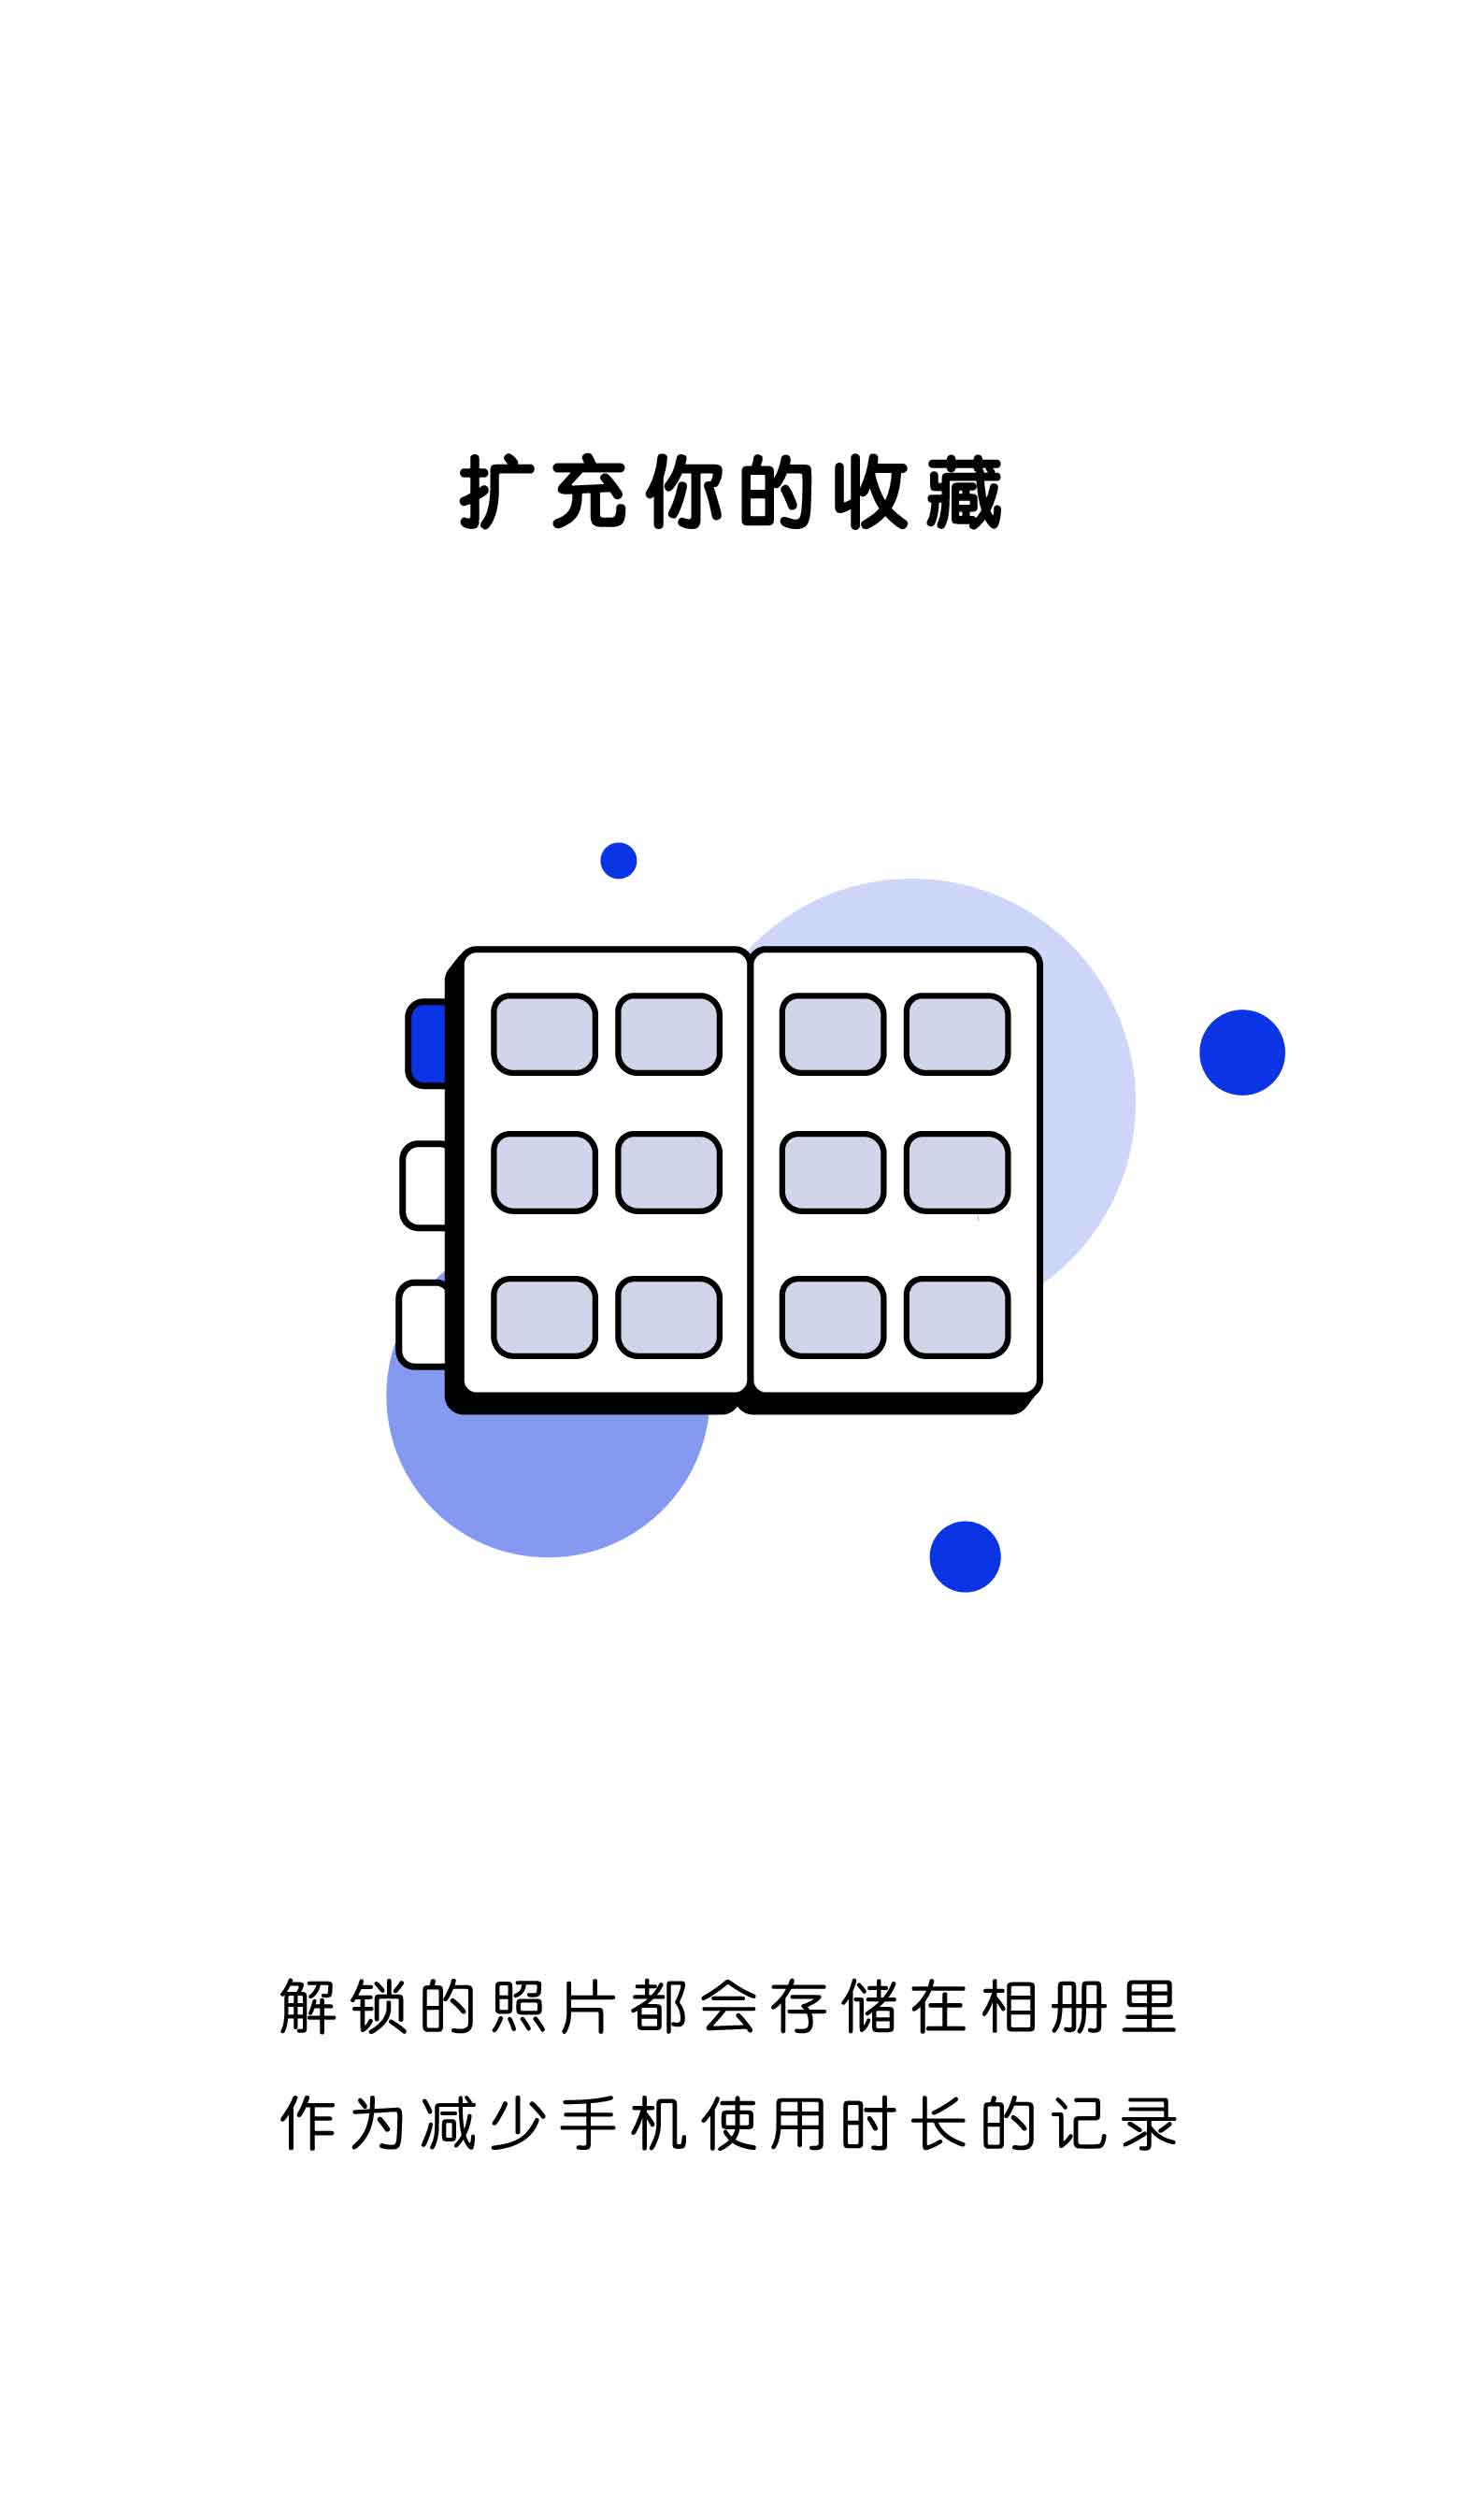 扩充你的收藏
解锁的照片都会存储在相册里
作为减少手机使用时长的记录